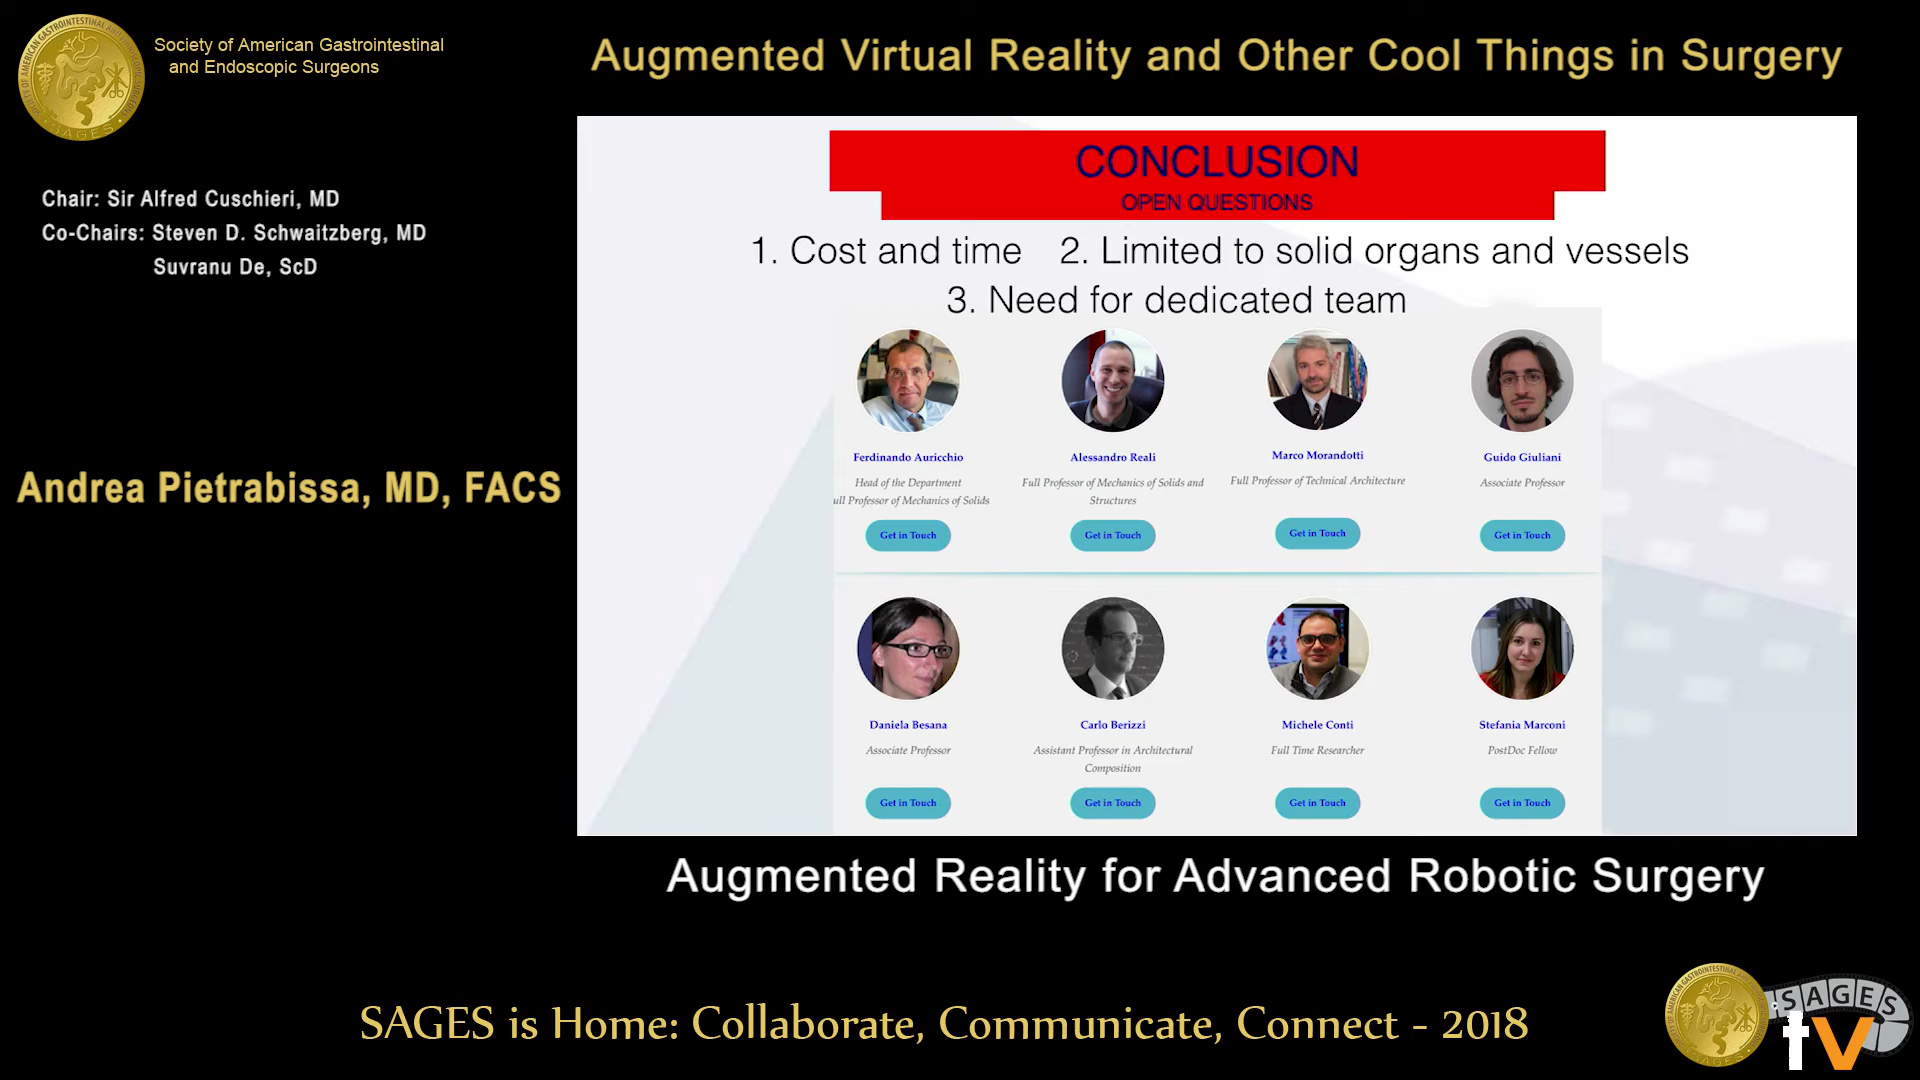 Society of American Gastrointestinal
and Endoscopic Surgeons
Augmented Virtual Reality and Other Cool Things in Surgery
Chair: Sir Alfred Cuschieri, MD
Co-Chairs: Steven D. Schwaitzberg, MD
Suvranu De, ScD
Andrea Pietrabissa, MD, FACS
CONCLUSION
OPEN QUESTIONS
1. Cost and time 2. Limited to solid organs and vessels
3. Need for dedicated team
Ferdinando Auricchio
Head of the Department
ull Professor of Mechanics of Solids
Get in Touch
Alessandro Reali
Full Professor of Mechanics of Solids and
Structures
Get in Touch
Marco Morandotti
Full Professor of Technical Architecture
Get in Touch
Guido Giuliani
Associate Professor
Get in Touch
Daniela Besana
Associate Professor
Get in Touch
Carlo Berizzi
Assistant Professor in Architectural
Composition
Get in Touch
Michele Conti
Full Time Researcher
Get in Touch
Stefania Marconi
PostDoc Fellow
Get in Touch
Augmented Reality for Advanced Robotic Surgery
SAGES is Home: Collaborate, Communicate, Connect - 2018
SAGES
tv